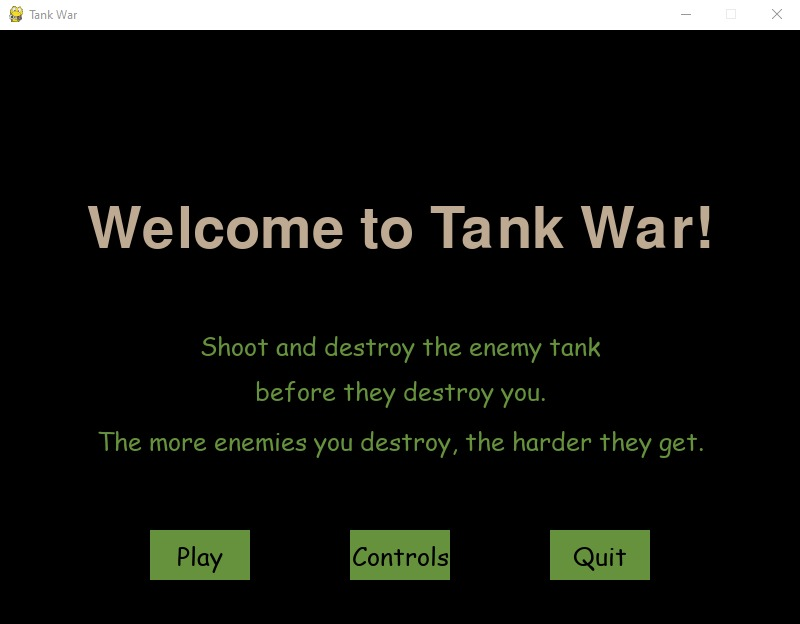 Tank War
Welcome to Tank War!
Shoot and destroy the enemy tank
before they destroy you.
The more enemies you destroy, the harder they get.
Play
Controls
Quit